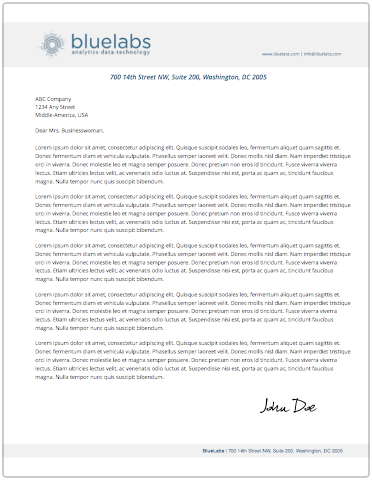 bluelabs
analytics·data·technology
www.bluelabs.com | info@bluelabs.com
700 14th Street NW, Suite 200, Washington, DC 2005
ABC Company
1234 Any Street
Middle-America, USA
Dear Mrs. Businesswoman,
Lorem ipsum dolor sit amet, consectetur adipiscing elit. Quisque suscipit sodales leo, fermentum aliquet quam sagittis et.
Donec fermentum diam et vehicula vulputate. Phasellus semper laoreet velit. Donec mollis nisl diam. Nam imperdiet tristique
orci in viverra. Donec molestie leo et magna semper posuere. Donec pretium non eros id tincidunt. Fusce viverra viverra
lectus. Etiam ultricies lectus velit, ac venenatis odio luctus at. Suspendisse nisi est, porta ac quam ac, tincidunt faucibus
magna. Nulla tempor nunc quis suscipit bibendum.
Lorem ipsum dolor sit amet, consectetur adipiscing elit. Quisque suscipit sodales leo, fermentum aliquet quam sagittis et.
Donec fermentum diam et vehicula vulputate. Phasellus semper laoreet velit. Donec mollis nisl diam. Nam imperdiet tristique
orci in viverra. Donec molestie leo et magna semper posuere. Donec pretium non eros id tincidunt. Fusce viverra viverra
lectus. Etiam ultricies lectus velit, ac venenatis odio luctus at. Suspendisse nisi est, porta ac quam ac, tincidunt faucibus
magna. Nulla tempor nunc quis suscipit bibendum.
Lorem ipsum dolor sit amet, consectetur adipiscing elit. Quisque suscipit sodales leo, fermentum aliquet quam sagittis et.
Donec fermentum diam et vehicula vulputate. Phasellus semper laoreet velit. Donec mollis nisl diam. Nam imperdiet tristique
orci in viverra. Donec molestie leo et magna semper posuere. Donec pretium non eros id tincidunt. Fusce viverra viverra
lectus. Etiam ultricies lectus velit, ac venenatis odio luctus at. Suspendisse nisi est, porta ac quam ac, tincidunt faucibus
magna. Nulla tempor nunc quis suscipit bibendum.
Lorem ipsum dolor sit amet, consectetur adipiscing elit. Quisque suscipit sodales leo, fermentum aliquet quam sagittis et.
Donec fermentum diam et vehicula vulputate. Phasellus semper laoreet velit. Donec mollis nisl diam. Nam imperdiet tristique
orci in viverra. Donec molestie leo et magna semper posuere. Donec pretium non eros id tincidunt. Fusce viverra viverra
lectus. Etiam ultricies lectus velit, ac venenatis odio luctus at. Suspendisse nisi est, porta ac quam ac, tincidunt faucibus
magna. Nulla tempor nunc quis suscipit bibendum.
Lorem ipsum dolor sit amet, consectetur adipiscing elit. Quisque suscipit sodales leo, fermentum aliquet quam sagittis et.
Donec fermentum diam et vehicula vulputate. Phasellus semper laoreet velit. Donec mollis nisl diam. Nam imperdiet tristique
orci in viverra. Donec molestie leo et magna semper posuere. Donec pretium non eros id tincidunt. Fusce viverra viverra
lectus. Etiam ultricies lectus velit, ac venenatis odio luctus at. Suspendisse nisi est, porta ac quam ac, tincidunt faucibus
magna. Nulla tempor nunc quis suscipit bibendum.
John Doe
BlueLabs | 700 14th Street NW, Suite 200, Washington, DC 2005